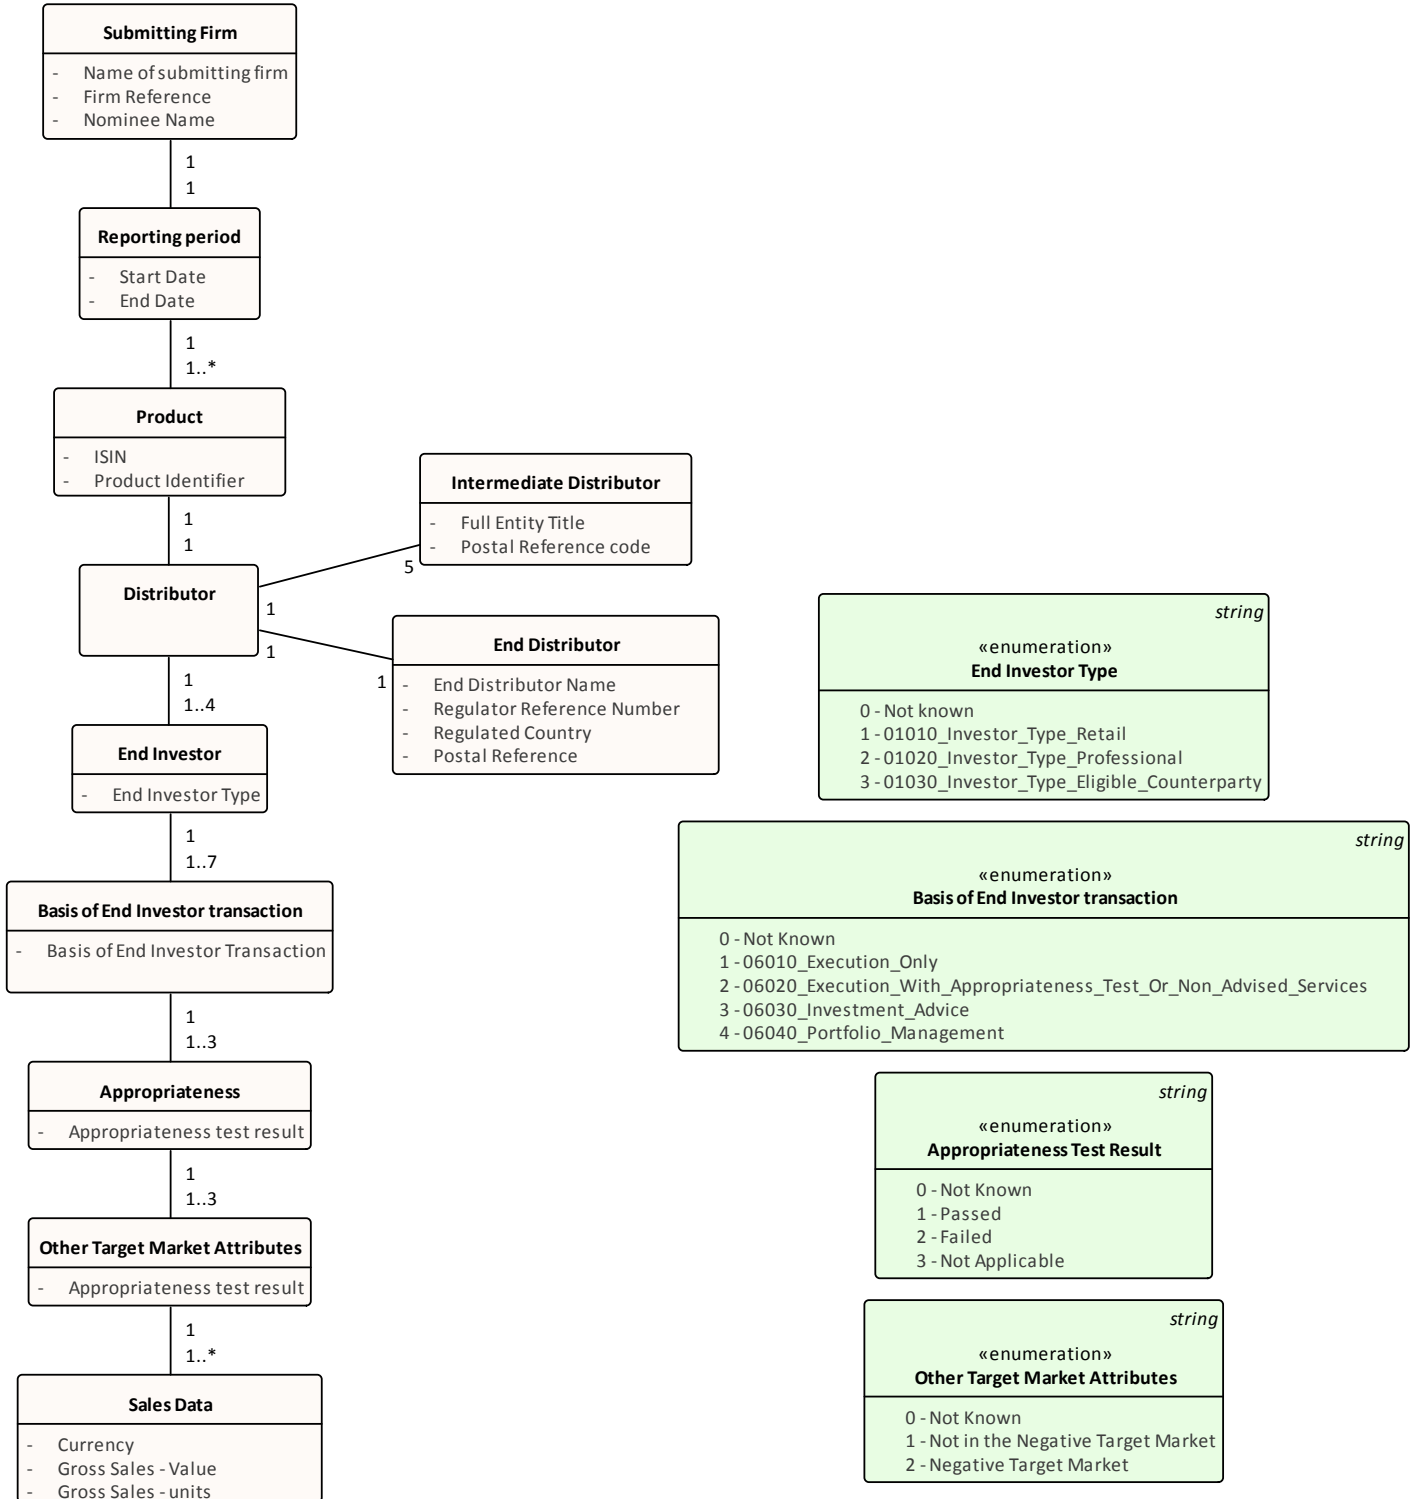 Submitting Firm
- Name of submitting firm
- Firm Reference
- Nominee Name
1
1
Reporting period
- Start Date
- End Date
1
1..*
Product
- ISIN
- Product Identifier
1
1
Distributor
1
5
Intermediate Distributor
- Full Entity Title
- Postal Reference code
1
1
End Distributor
- End Distributor Name
- Regulator Reference Number
- Regulated Country
- Postal Reference
1
1..4
End Investor
- End Investor Type
1
1..7
Basis of End Investor transaction
- Basis of End Investor Transaction
1
1..3
Appropriateness
- Appropriateness test result
1
1..3
Other Target Market Attributes
- Appropriateness test result
1
1..*
Sales Data
- Currency
- Gross Sales - Value
- Gross Sales - units
string
«enumeration»
End Investor Type
0 - Not known
1 - 01010_Investor_Type_Retail
2 - 01020_Investor_Type_Professional
3 - 01030_Investor_Type_Eligible_Counterparty
string
«enumeration»
Basis of End Investor transaction
0 - Not Known
1 - 06010_Execution_Only
2 - 06020_Execution_With_Appropriateness_Test_Or_Non_Advised_Services
3 - 06030_Investment_Advice
4 - 06040_Portfolio_Management
string
«enumeration»
Appropriateness Test Result
0 - Not Known
1 - Passed
2 - Failed
3 - Not Applicable
string
«enumeration»
Other Target Market Attributes
0 - Not Known
1 - Not in the Negative Target Market
2 - Negative Target Market